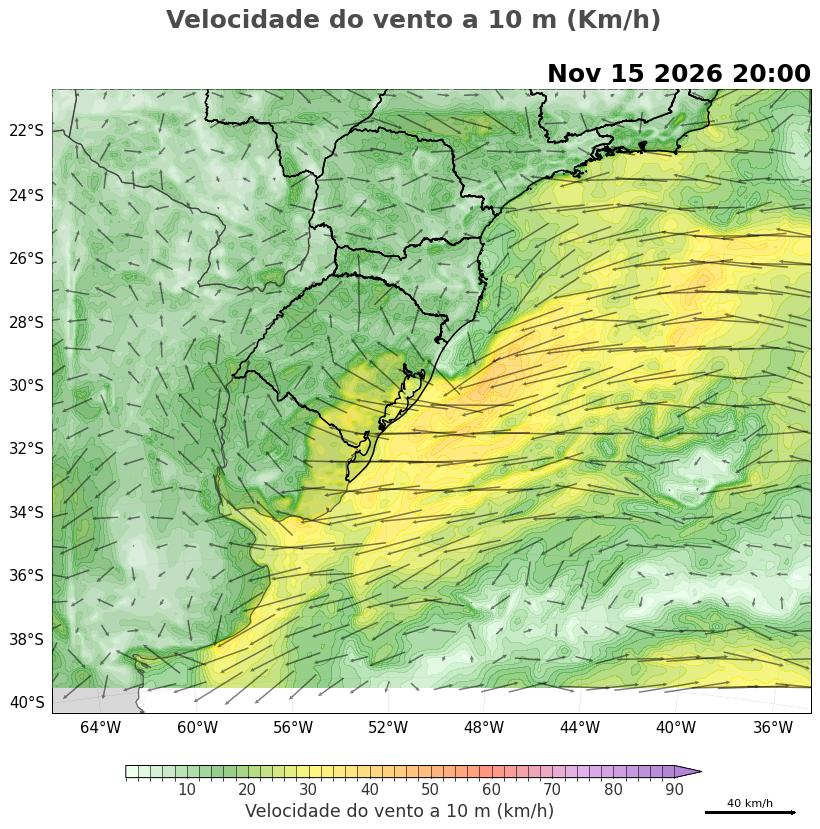 Velocidade do vento a 10 m (Km/h)
Nov 15 2026 20:00
22°S
24°S
26°S
28°S
30°S
32°S
34°S
36°S
38°S
40°S
64°W 60°W 56°W 52°W 48°W 44°W 40°W 36°W
10 20 30 40 50 60 70 80 90
Velocidade do vento a 10 m (km/h)
40 km/h